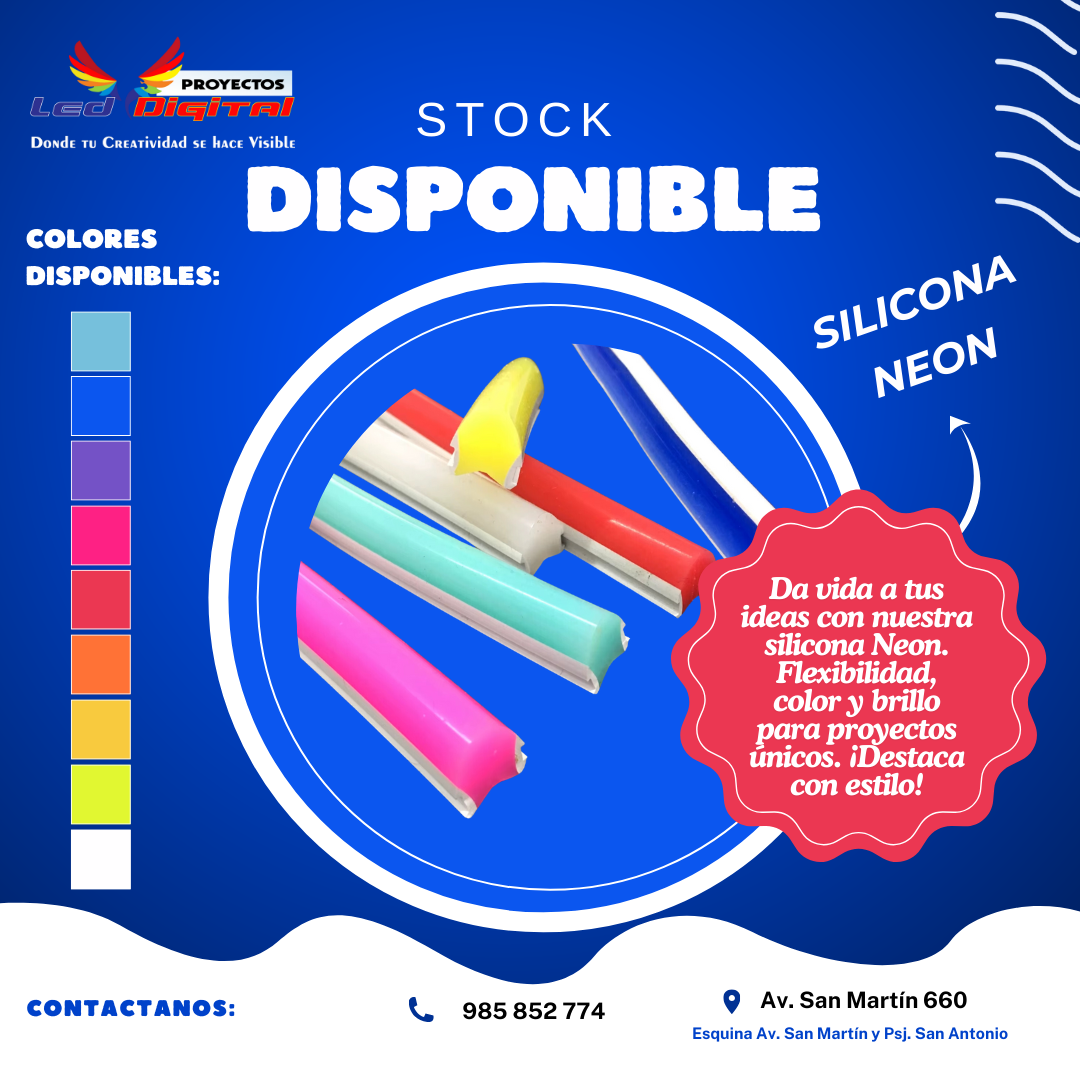 PROYECTOS
Led Digital
Donde tu Creatividad se hace Visible
STOCK
DISPONIBLE
COLORES
DISPONIBLES:
SILICONA
NEON
Da vida a tus
ideas con nuestra
silicona Neon.
Flexibilidad,
color y brillo
para proyectos
únicos. ¡Destaca
con estilo!
CONTACTANOS:
985 852 774
Av. San Martín 660
Esquina Av. San Martín y Psj. San Antonio